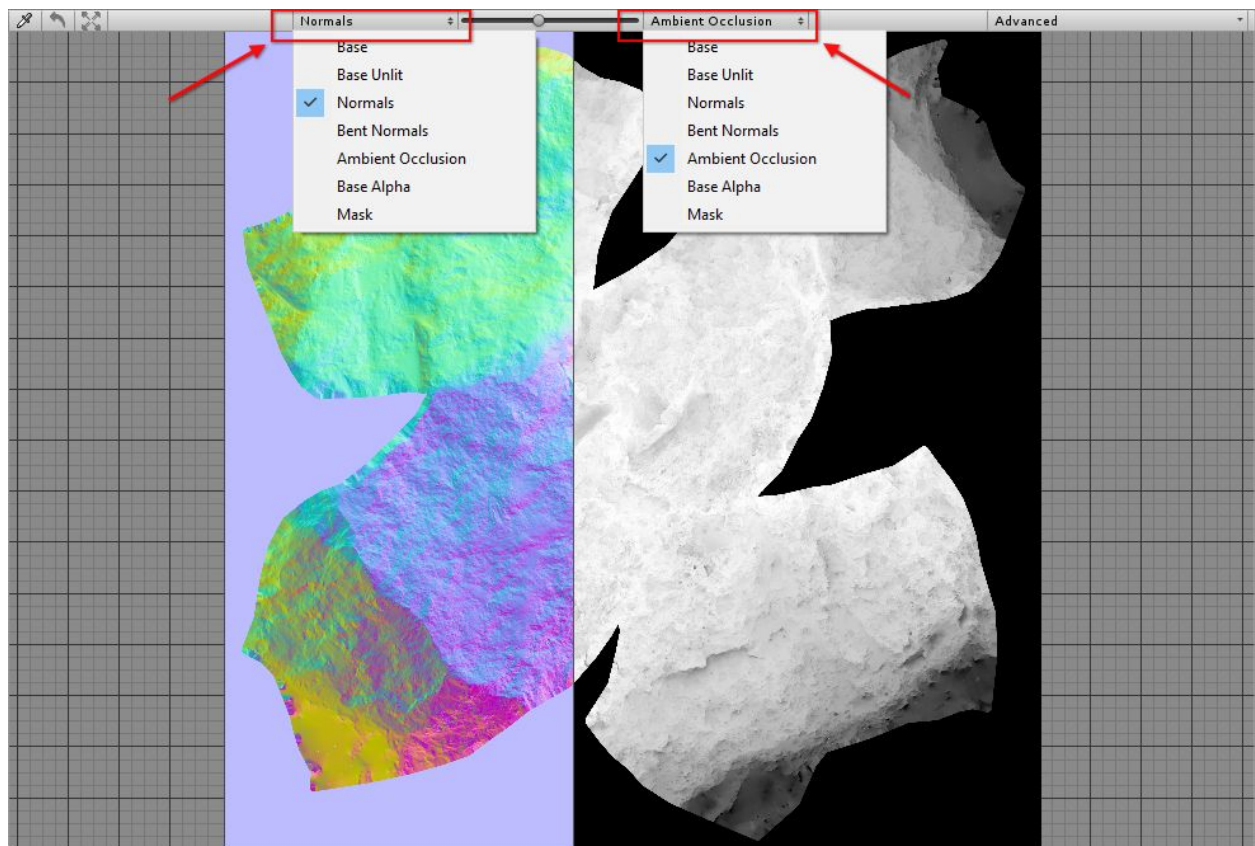 Normals
Ambient Occlusion
Advanced
Base
Base Unlit
Normals
Bent Normals
Ambient Occlusion
Base Alpha
Mask
Base
Base Unlit
Normals
Bent Normals
Ambient Occlusion
Base Alpha
Mask